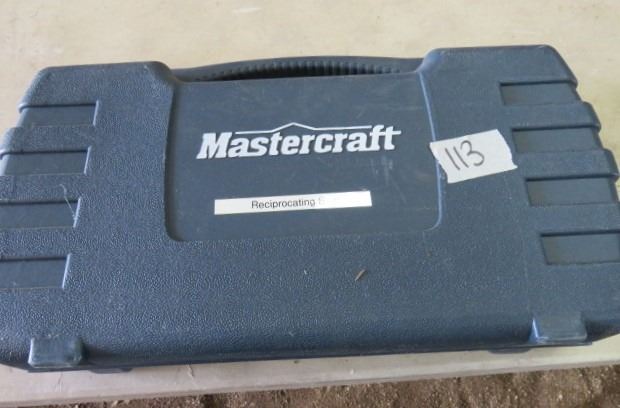 Mastercraft
113
Reciprocating